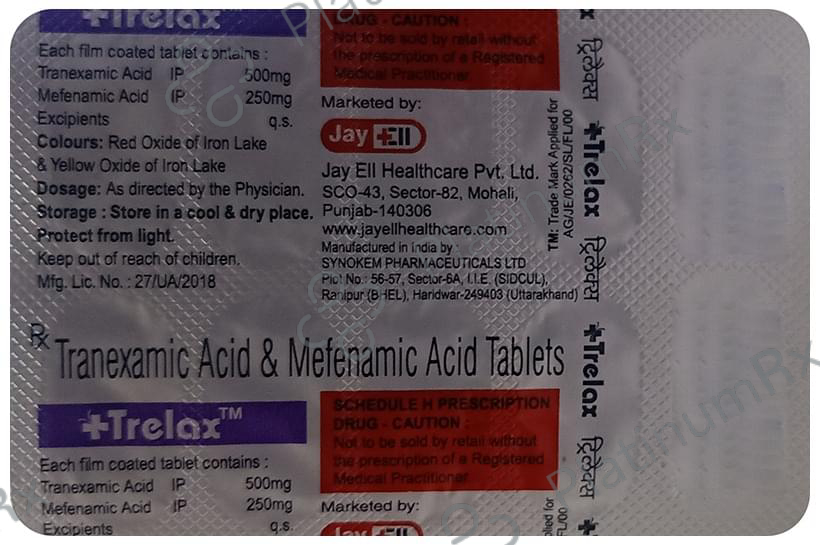 +Trelax™
DRUG - CAUTION :
Each film coated tablet contains :
Not to be sold by retail without
the prescription of a Registered
Medical Practitioner
Tranexamic Acid IP 500mg
Mefenamic Acid IP 250mg
Excipients q.s.
Colours: Red Oxide of Iron Lake
& Yellow Oxide of Iron Lake
Dosage: As directed by the Physician.
Storage : Store in a cool & dry place.
Protect from light.
Keep out of reach of children.
Mfg. Lic. No. : 27/UA/2018
Marketed by:
Jay Ell
Jay Ell Healthcare Pvt. Ltd.
SCO-43, Sector-82, Mohali,
Punjab-140306
www.jayellhealthcare.com
Manufactured in India by :
SYNOKEM PHARMACEUTICALS LTD
Plot No.: 56-57, Sector-6A, I.I.E. (SIDCUL),
Ranipur (BHEL), Haridwar-249403 (Uttarakhand)
TM: Trade Mark Applied for
AG/JE/0262/SL/FL/00
x ट्रिलेक्स +Trelax ट्रिलेक्स +Trelax ट्रिलेक्स
Rx Tranexamic Acid & Mefenamic Acid Tablets
+Trelax™
SCHEDULE H PRESCRIPTION
DRUG - CAUTION :
Not to be sold by retail without
the prescription of a Registered
Medical Practitioner
Each film coated tablet contains :
Tranexamic Acid IP 500mg
Mefenamic Acid IP 250mg
Excipients q.s.
Marketed by:
Jay Ell
PlatinumRx